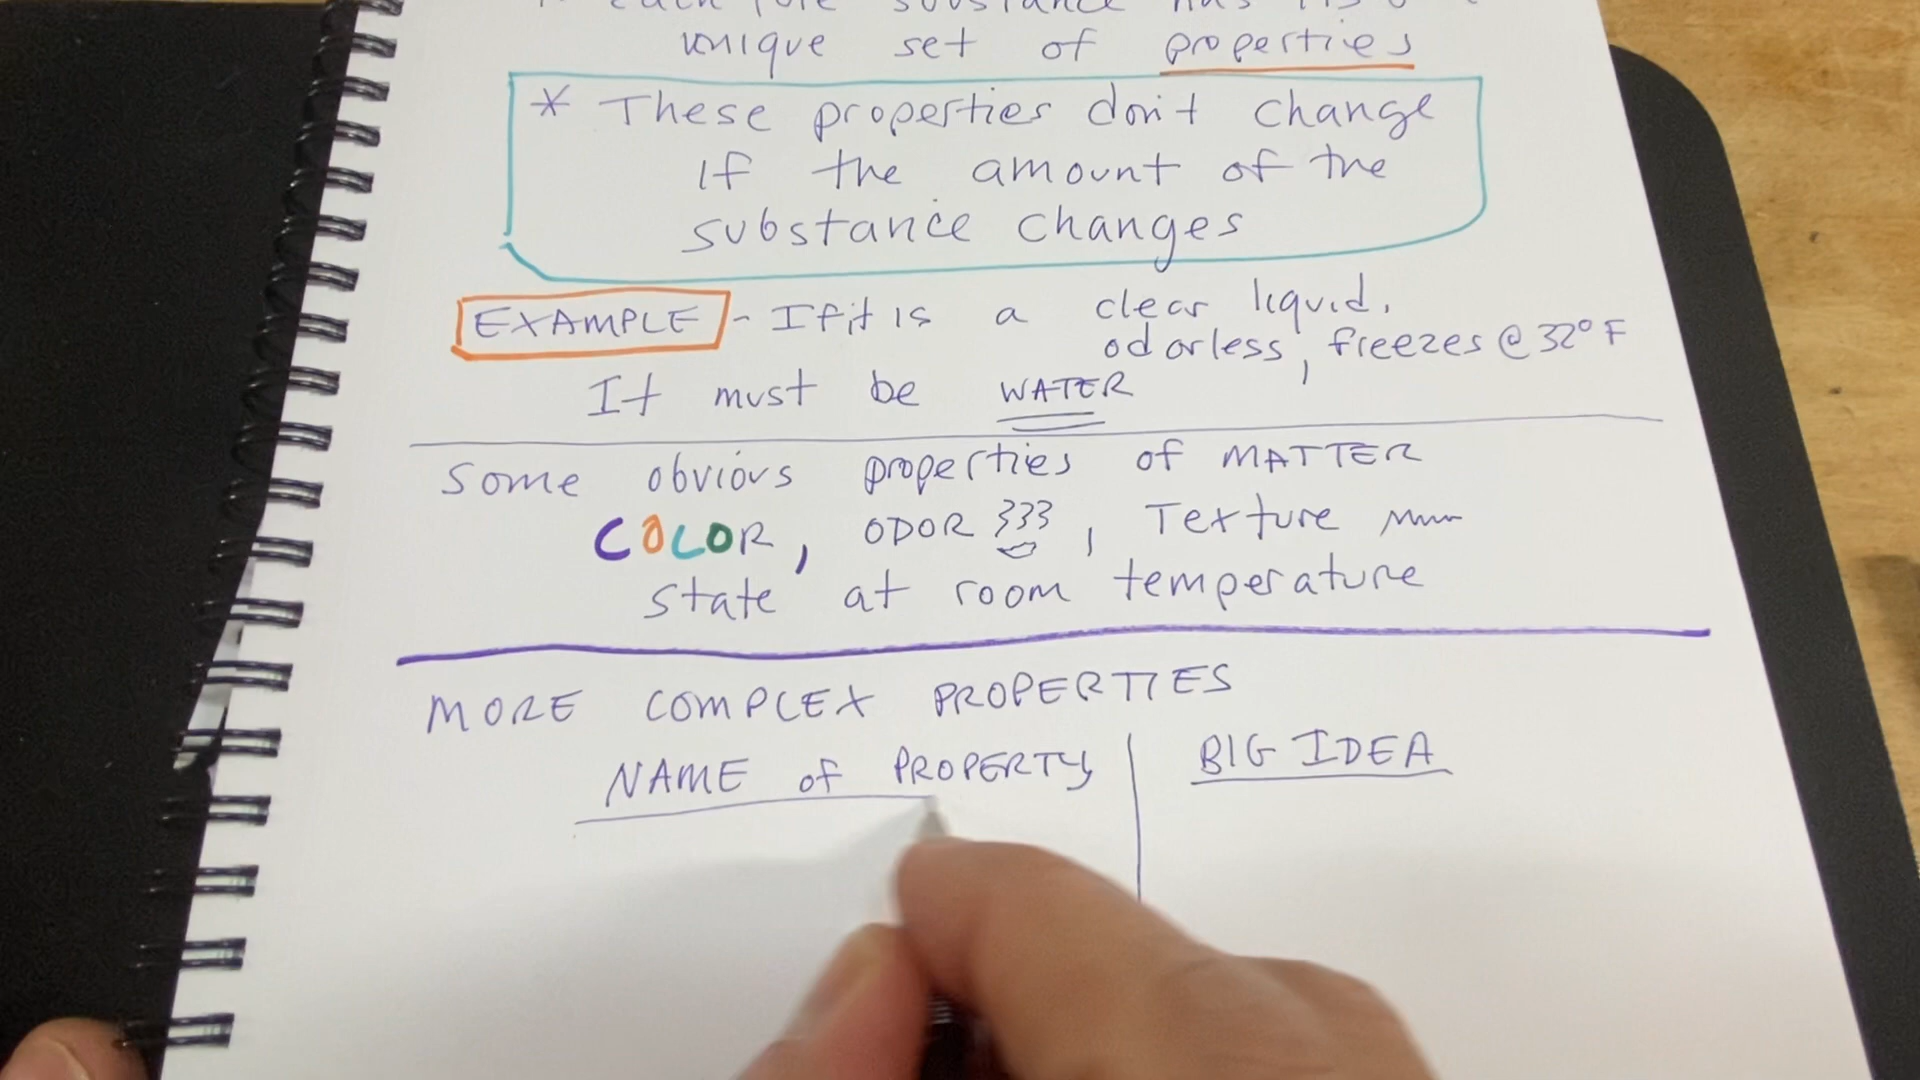 substance has
unique set of properties
* These properties don't change
if the amount of the
substance changes
EXAMPLE - If it is a clear liquid,
odorless, freezes @ 32° F
It must be WATER
Some obvious properties of MATTER
COLOR, ODOR, Texture
state at room temperature
MORE COMPLEX PROPERTIES
NAME of PROPERTY
BIG IDEA